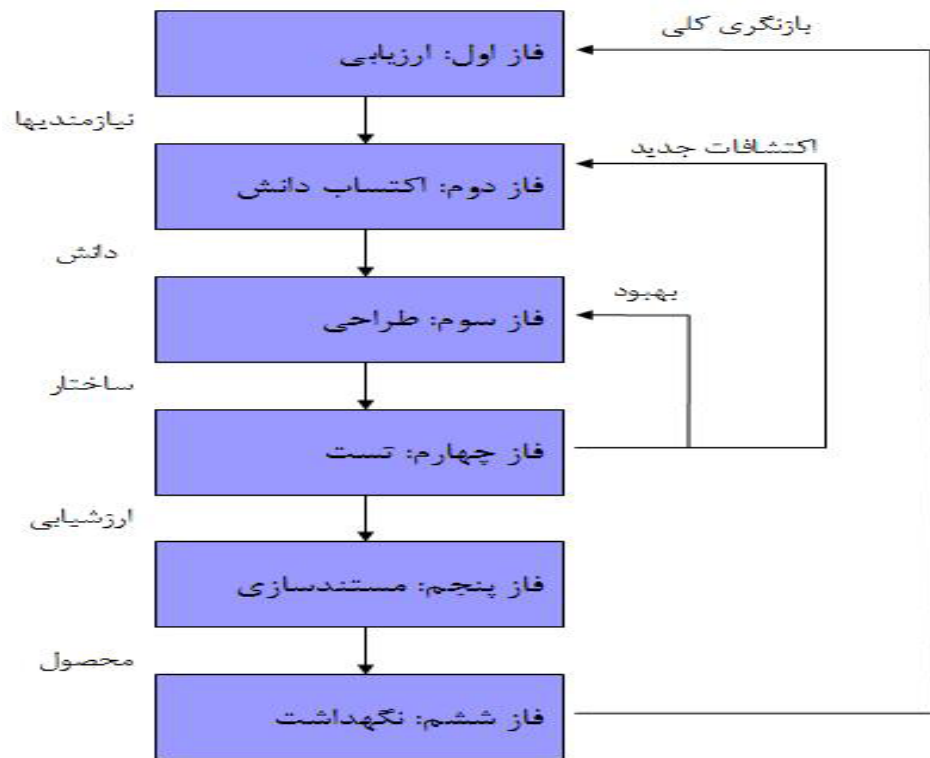 بازنگری کلی
فاز اول: ارزیابی
نیازمندیها
اکتشافات جدید
فاز دوم: اکتساب دانش
دانش
بهبود
فاز سوم: طراحی
ساختار
فاز چهارم: تست
ارزشیابی
فاز پنجم: مستندسازی
محصول
فاز ششم: نگهداشت